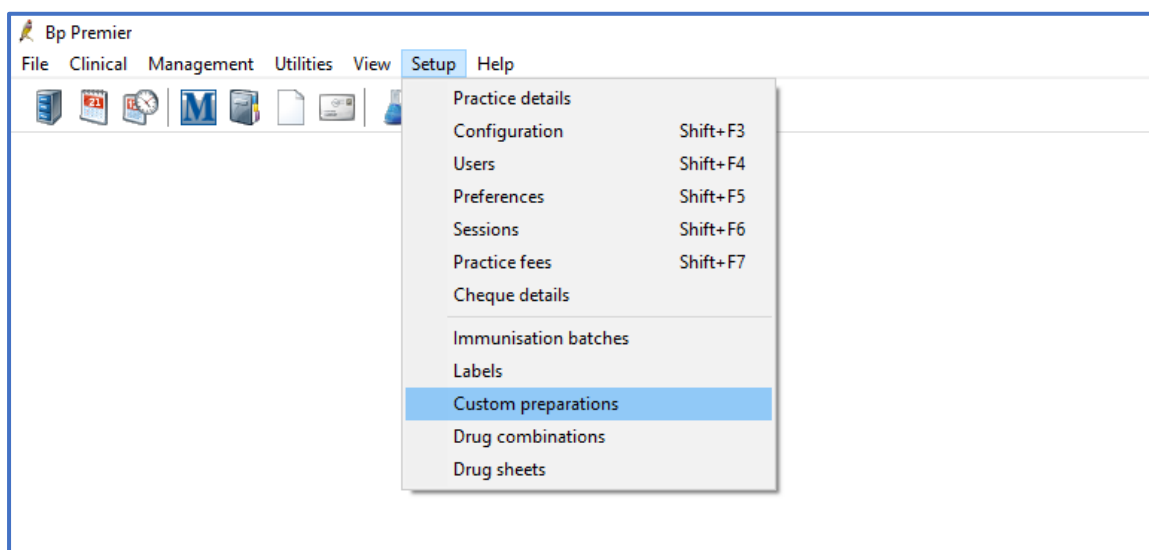 Bp Premier
File Clinical Management Utilities View Setup Help
21 M
Practice details
Configuration Shift+F3
Users Shift+F4
Preferences Shift+F5
Sessions Shift+F6
Practice fees Shift+F7
Cheque details
Immunisation batches
Labels
Custom preparations
Drug combinations
Drug sheets